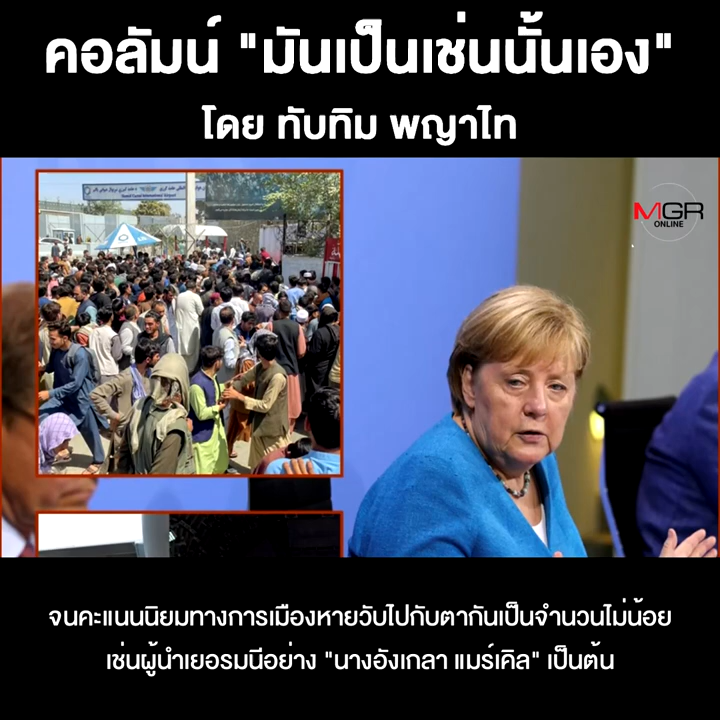 คอลัมน์ "มันเป็นเช่นนั้นเอง"
โดย ทับทิม พญาไท
MGR
ONLINE
Hamid Karzai International Airport
จนคะแนนนิยมทางการเมืองหายวับไปกับตากันเป็นจำนวนไม่น้อย
เช่นผู้นำเยอรมนีอย่าง "นางอังเกลา แมร์เคิล" เป็นต้น